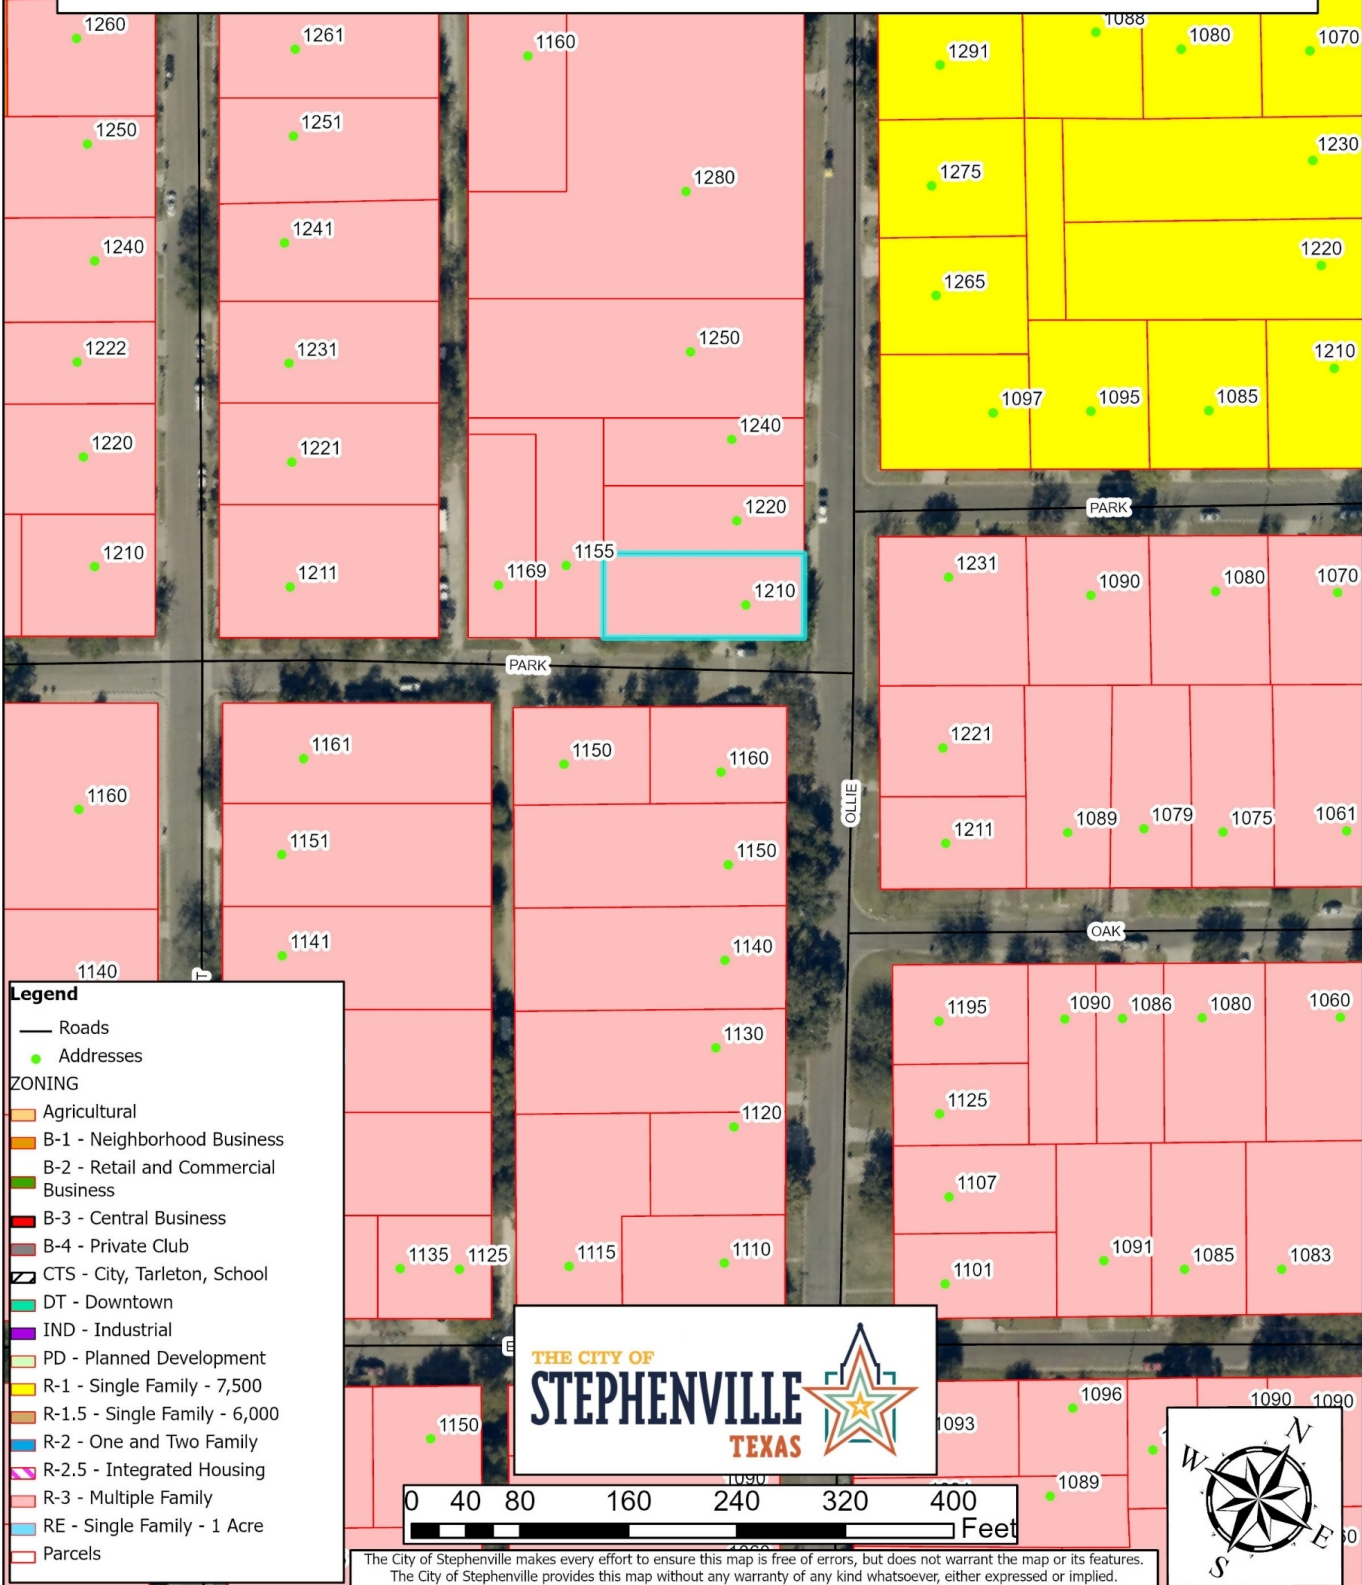 1260
1261
1160
1291
1088
1080
1070
1250
1251
1275
1280
1230
1240
1241
1265
1220
1222
1231
1250
1097
1095
1085
1210
1220
1221
1240
1220
PARK
1210
1211
1169
1155
1210
1231
1090
1080
1070
PARK
1160
1161
1150
1160
1221
OLLIE
1151
1150
1211
1089
1079
1075
1061
1141
1140
OAK
1140
T
1195
1090
1086
1080
1060
1130
1125
1120
1107
1135
1125
1115
1110
1101
1091
1085
1083
E
1150
1093
1096
1090
1090
1089
1090
Legend
Roads
Addresses
ZONING
Agricultural
B-1 - Neighborhood Business
B-2 - Retail and Commercial
Business
B-3 - Central Business
B-4 - Private Club
CTS - City, Tarleton, School
DT - Downtown
IND - Industrial
PD - Planned Development
R-1 - Single Family - 7,500
R-1.5 - Single Family - 6,000
R-2 - One and Two Family
R-2.5 - Integrated Housing
R-3 - Multiple Family
RE - Single Family - 1 Acre
Parcels
THE CITY OF
STEPHENVILLE
TEXAS
0 40 80 160 240 320 400
Feet
N
W
E
S
The City of Stephenville makes every effort to ensure this map is free of errors, but does not warrant the map or its features.
The City of Stephenville provides this map without any warranty of any kind whatsoever, either expressed or implied.